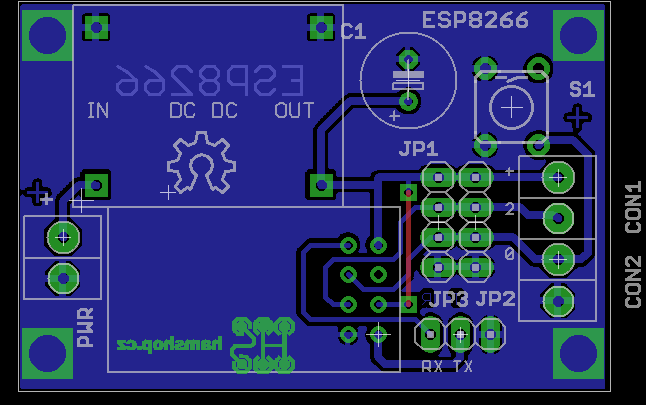 ESP8266
C1
ESP8266
S1
IN
DC DC
OUT
+
JP1
+
+
2
0
CON1
CON2
JP3
JP2
PWR
hamshop.cz
RX
TX